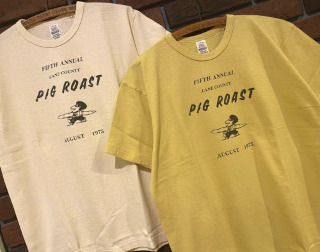 FIFTH ANNUAL
LANE COUNTY
PIG ROAST
AUGUST 1975
FIFTH ANNUAL
LANE COUNTY
PIG ROAST
AUGUST 1975